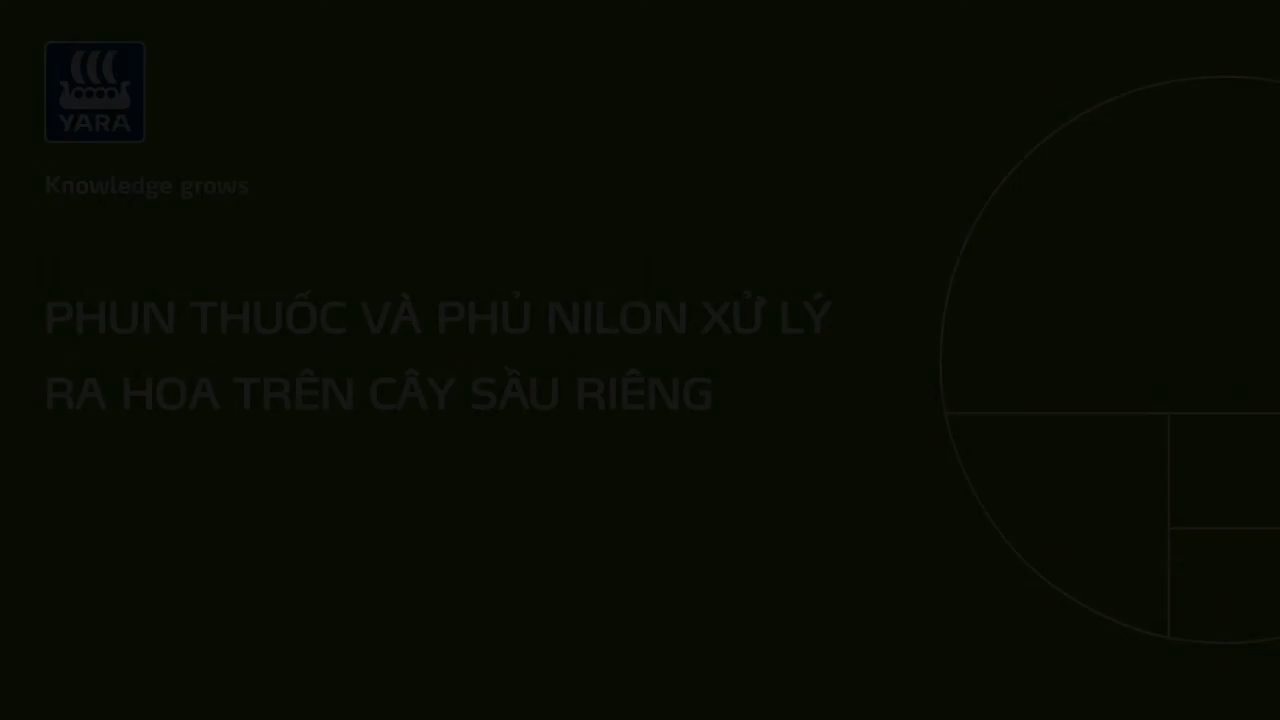 YARA
Knowledge grows
PHUN THUỐC VÀ PHỦ NILON XỬ LÝ
RA HOA TRÊN CÂY SẦU RIÊNG